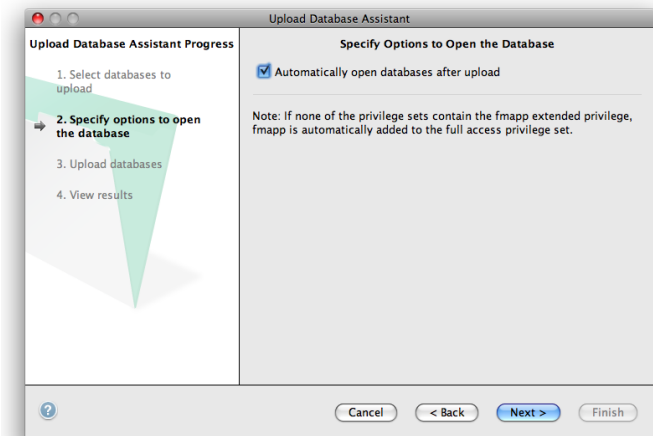 Upload Database Assistant
Upload Database Assistant Progress
1. Select databases to
upload
2. Specify options to open
the database
3. Upload databases
4. View results
Specify Options to Open the Database
Automatically open databases after upload
Note: If none of the privilege sets contain the fmapp extended privilege,
fmapp is automatically added to the full access privilege set.
?
Cancel
< Back
Next >
Finish